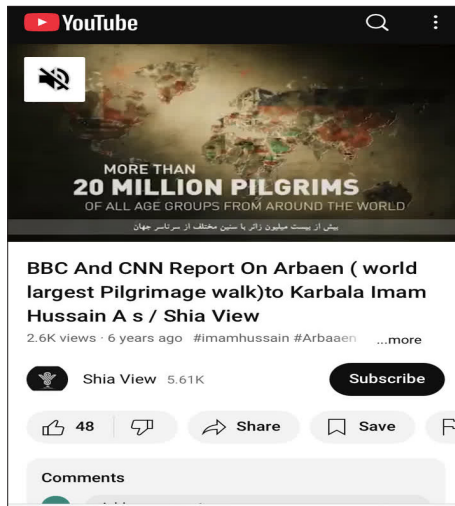 YouTube
MORE THAN
20 MILLION PILGRIMS
OF ALL AGE GROUPS FROM AROUND THE WORLD
بیش از بیست میلیون زائر با سنین مختلف از سرتاسر جهان
BBC And CNN Report On Arbaen ( world
largest Pilgrimage walk)to Karbala Imam
Hussain A s / Shia View
2.6K views · 6 years ago #imamhussain #Arbaaen ...more
Shia View 5.61K
Subscribe
48 Share Save
Comments